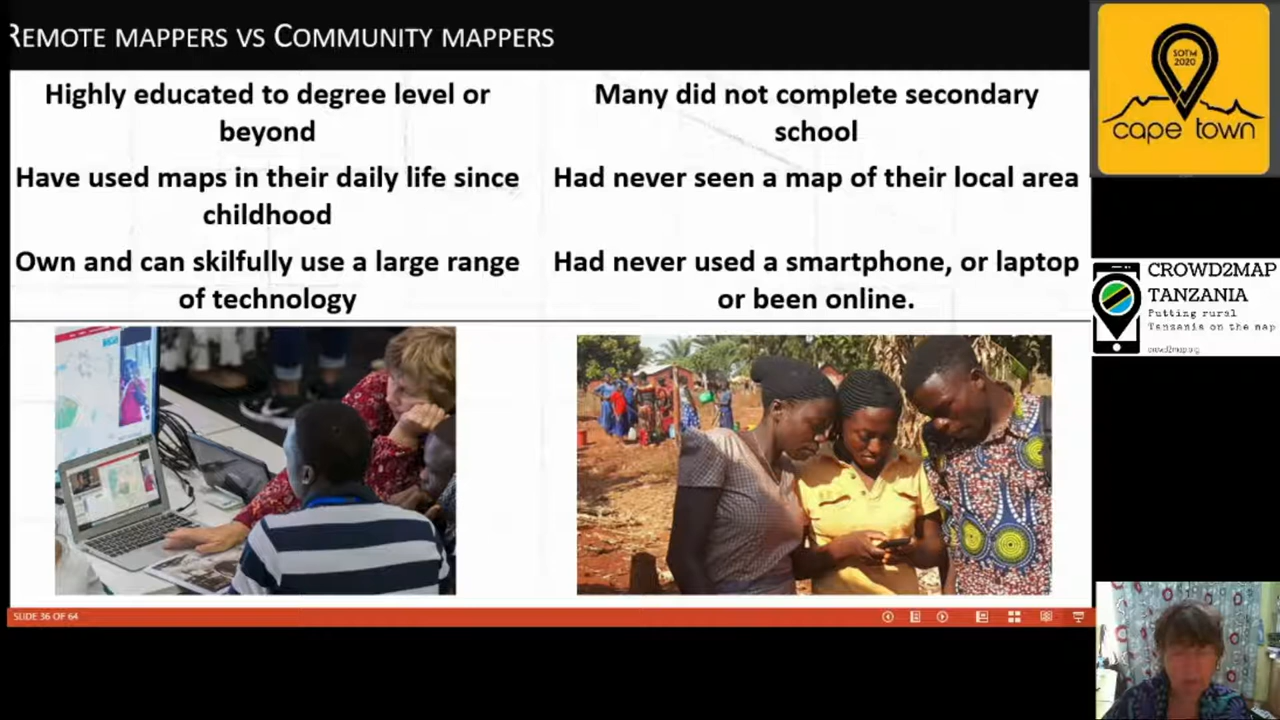 REMOTE MAPPERS VS COMMUNITY MAPPERS
Highly educated to degree level or
beyond
Many did not complete secondary
school
Have used maps in their daily life since
childhood
Had never seen a map of their local area
Own and can skilfully use a large range
of technology
Had never used a smartphone, or laptop
or been online.
SLIDE 36 OF 64
SOTM
2020
cape town
CROWD2MAP
TANZANIA
Putting rural
Tanzania on the map
crowd2map.org